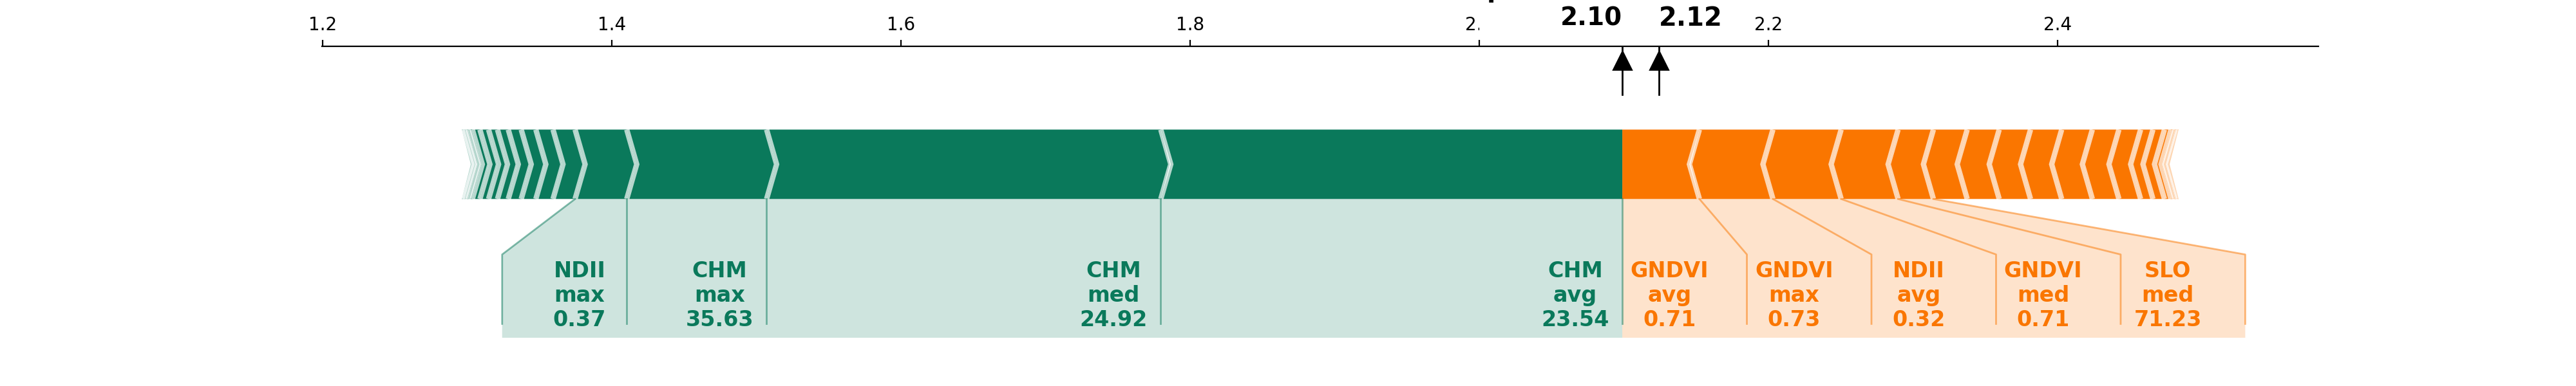 1.2 1.4 1.6 1.8 2. 2.10 2.12 2.2 2.4
NDII CHM CHM CHM GNDVI GNDVI NDII GNDVI SLO
max max med avg avg max avg med med
0.37 35.63 24.92 23.54 0.71 0.73 0.32 0.71 71.23